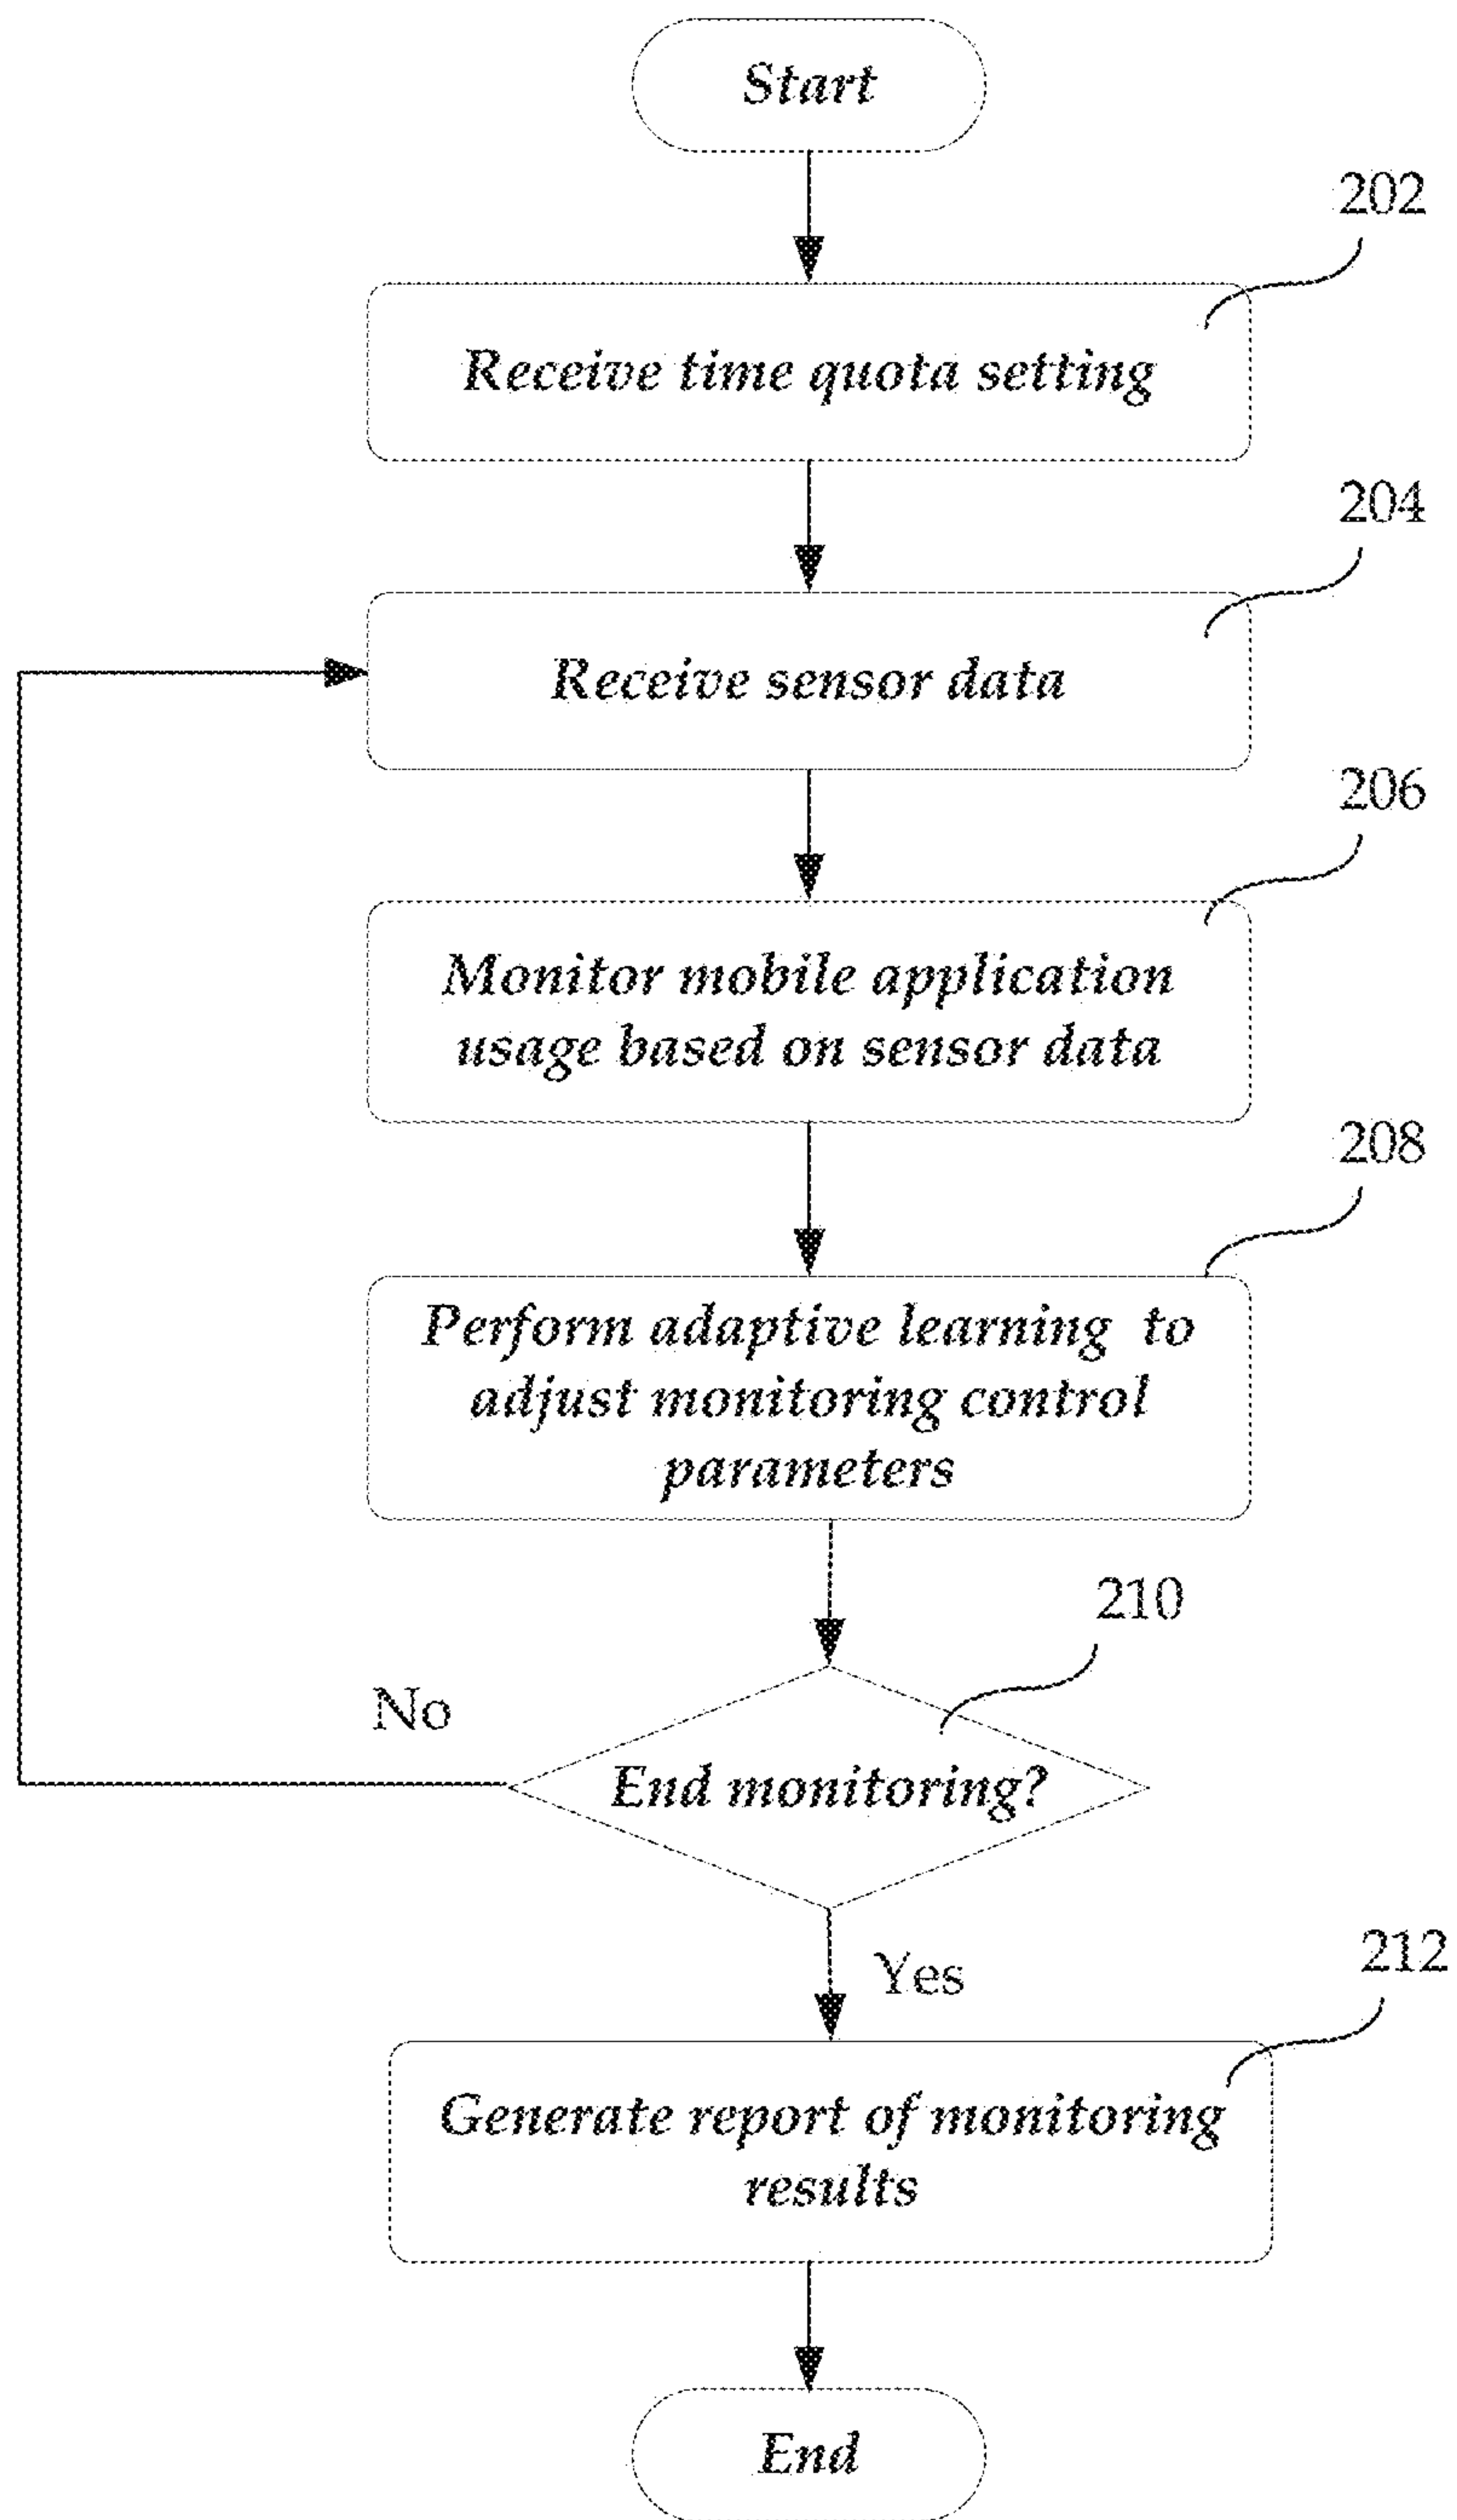 Start
202
Receive time quota setting
204
Receive sensor data
206
Monitor mobile application
usage based on sensor data
208
Perform adaptive learning to
adjust monitoring control
parameters
210
No
End monitoring?
Yes
212
Generate report of monitoring
results
End